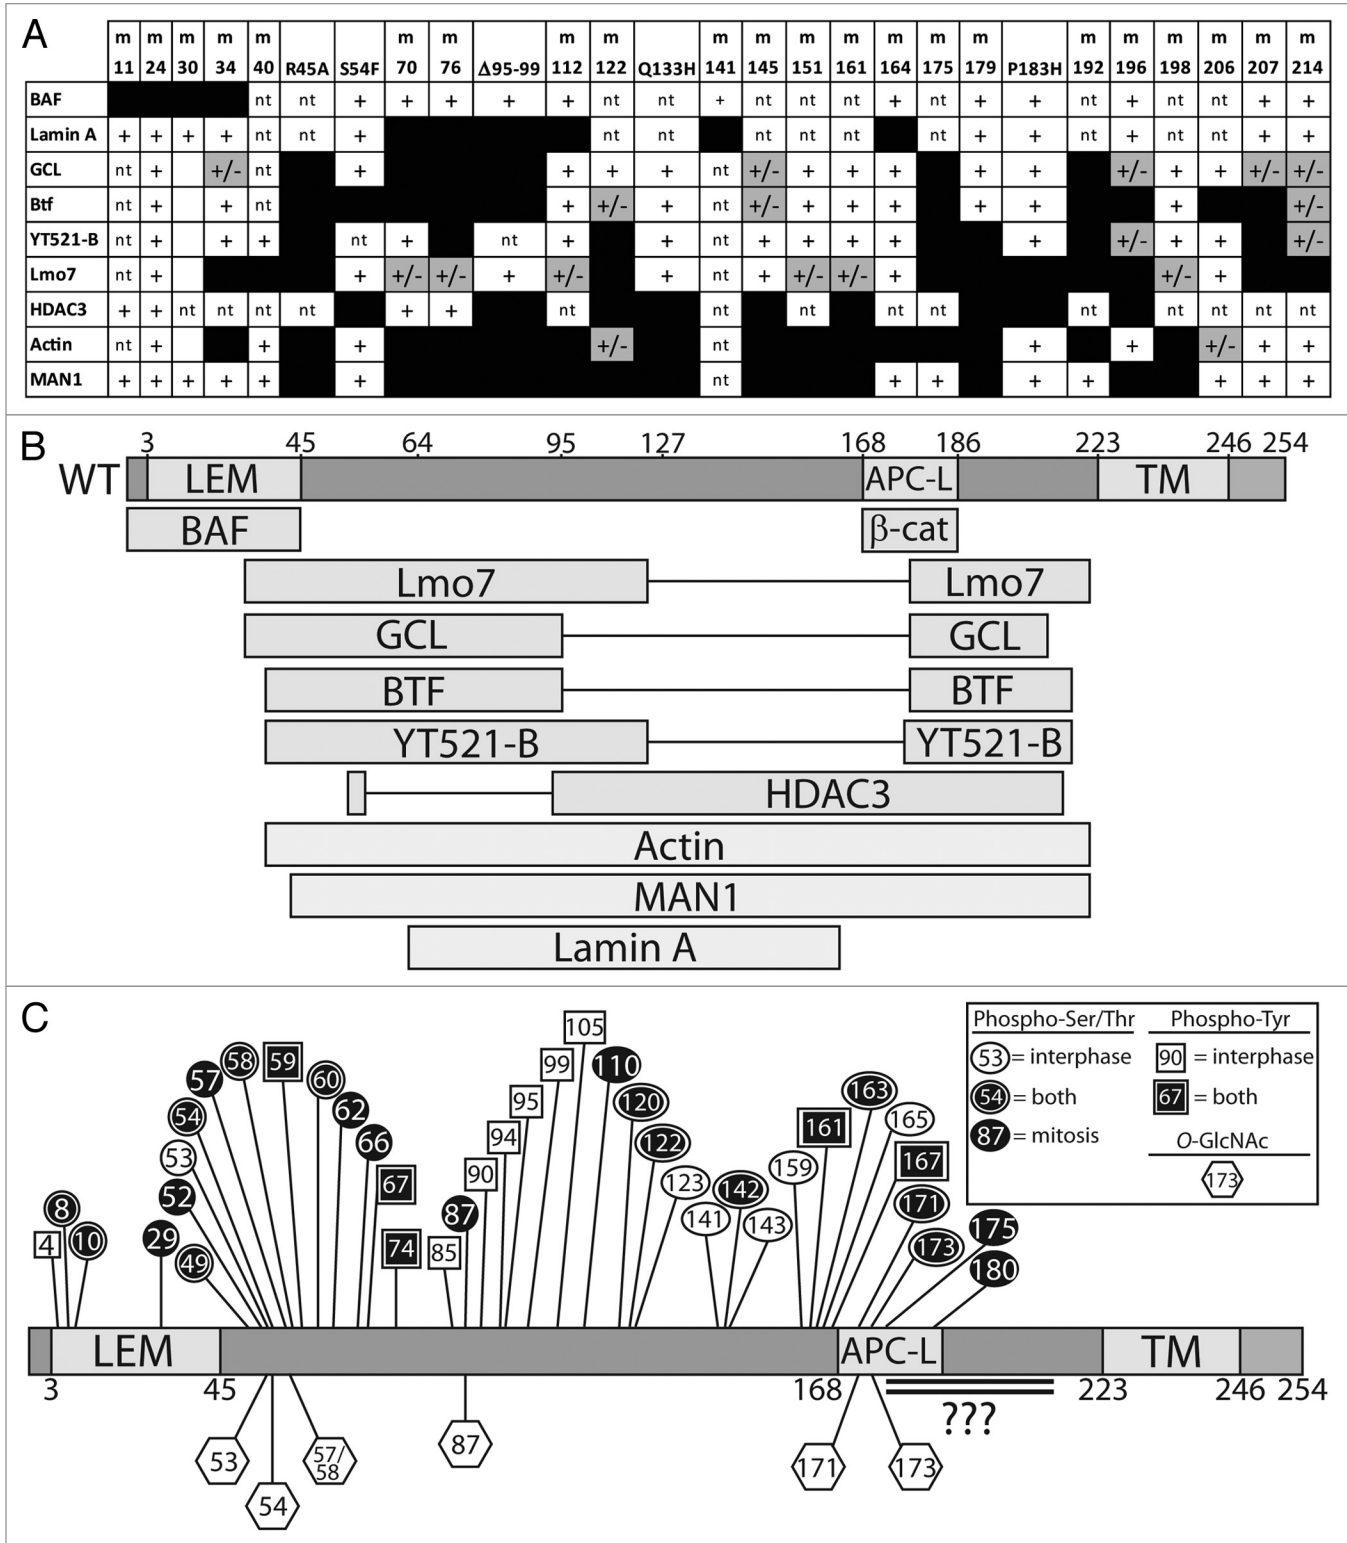 A
m m m m m m m m m m m m m m m m m m m m m m
11 24 30 34 40 R45A S54F 70 76 Δ95-99 112 122 Q133H 141 145 151 161 164 175 179 P183H 192 196 198 206 207 214
BAF nt nt + + + + + nt nt + nt nt nt + nt + + nt + nt nt + +
Lamin A + + + + nt nt + nt nt nt nt nt nt + + nt + nt nt + +
GCL nt + +/- nt + + + + nt +/- + + + + + +/- + + +/- +/-
Btf nt + + nt + +/- + nt +/- + + + + + + +/-
YT521-B nt + + + nt + nt + + nt + + + + + +/- + + +/-
Lmo7 nt + + +/- +/- + +/- + nt + +/- +/- + +/- +
HDAC3 + + nt nt nt nt + + nt nt nt nt nt nt nt nt nt nt
Actin nt + + + +/- nt + + +/- + +
MAN1 + + + + + + nt + + + + + + +
B
3 45 64 95 127 168 186 223 246 254
WT LEM APC-L TM
BAF β-cat
Lmo7 Lmo7
GCL GCL
BTF BTF
YT521-B YT521-B
HDAC3
Actin
MAN1
Lamin A
C
4 8 10 29 49 52 53 54 57 58 59 60 62 66 67 74 85 87 90 94 95 99 105 110 120 122 123 141 142 143 159 161 163 165 167 171 173 175 180
Phospho-Ser/Thr
53 = interphase
54 = both
87 = mitosis
Phospho-Tyr
90 = interphase
67 = both
O-GlcNAc
173
LEM APC-L TM
3 45 168 223 246 254
???
53 54 57/
58 87 171 173